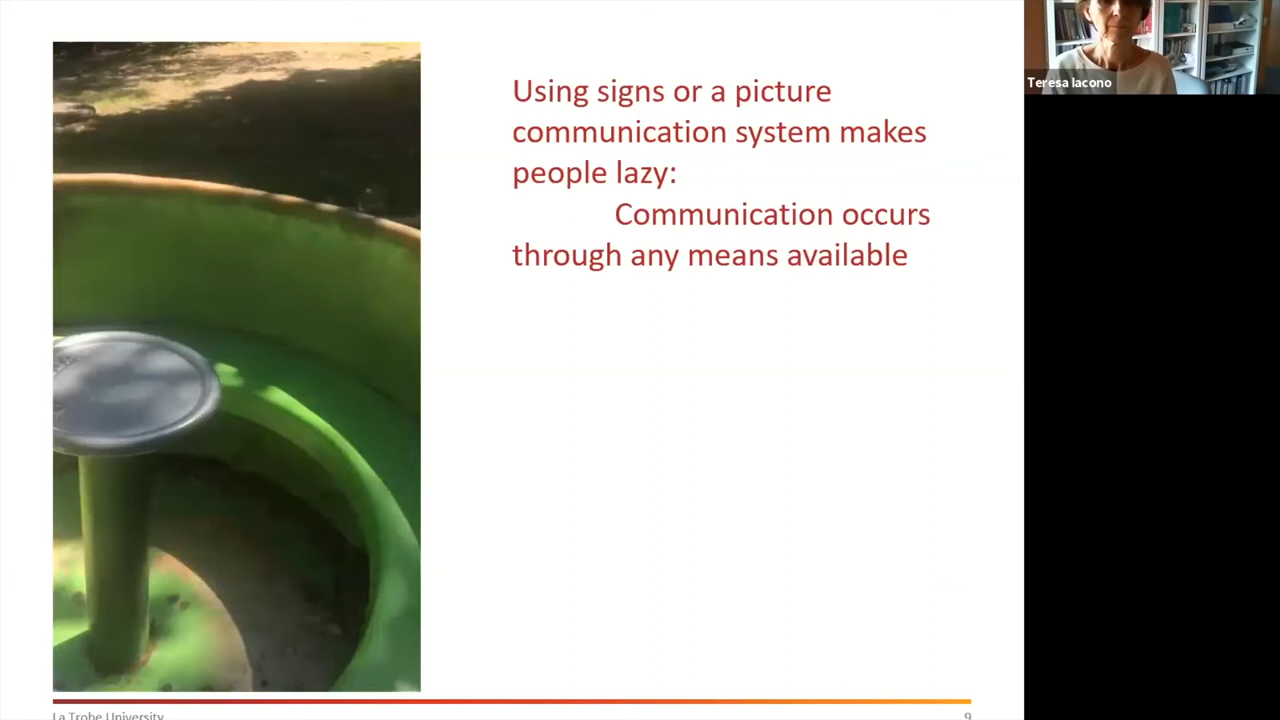 Using signs or a picture
communication system makes
people lazy:
Communication occurs
through any means available
Teresa Iacono
La Trobe University
9